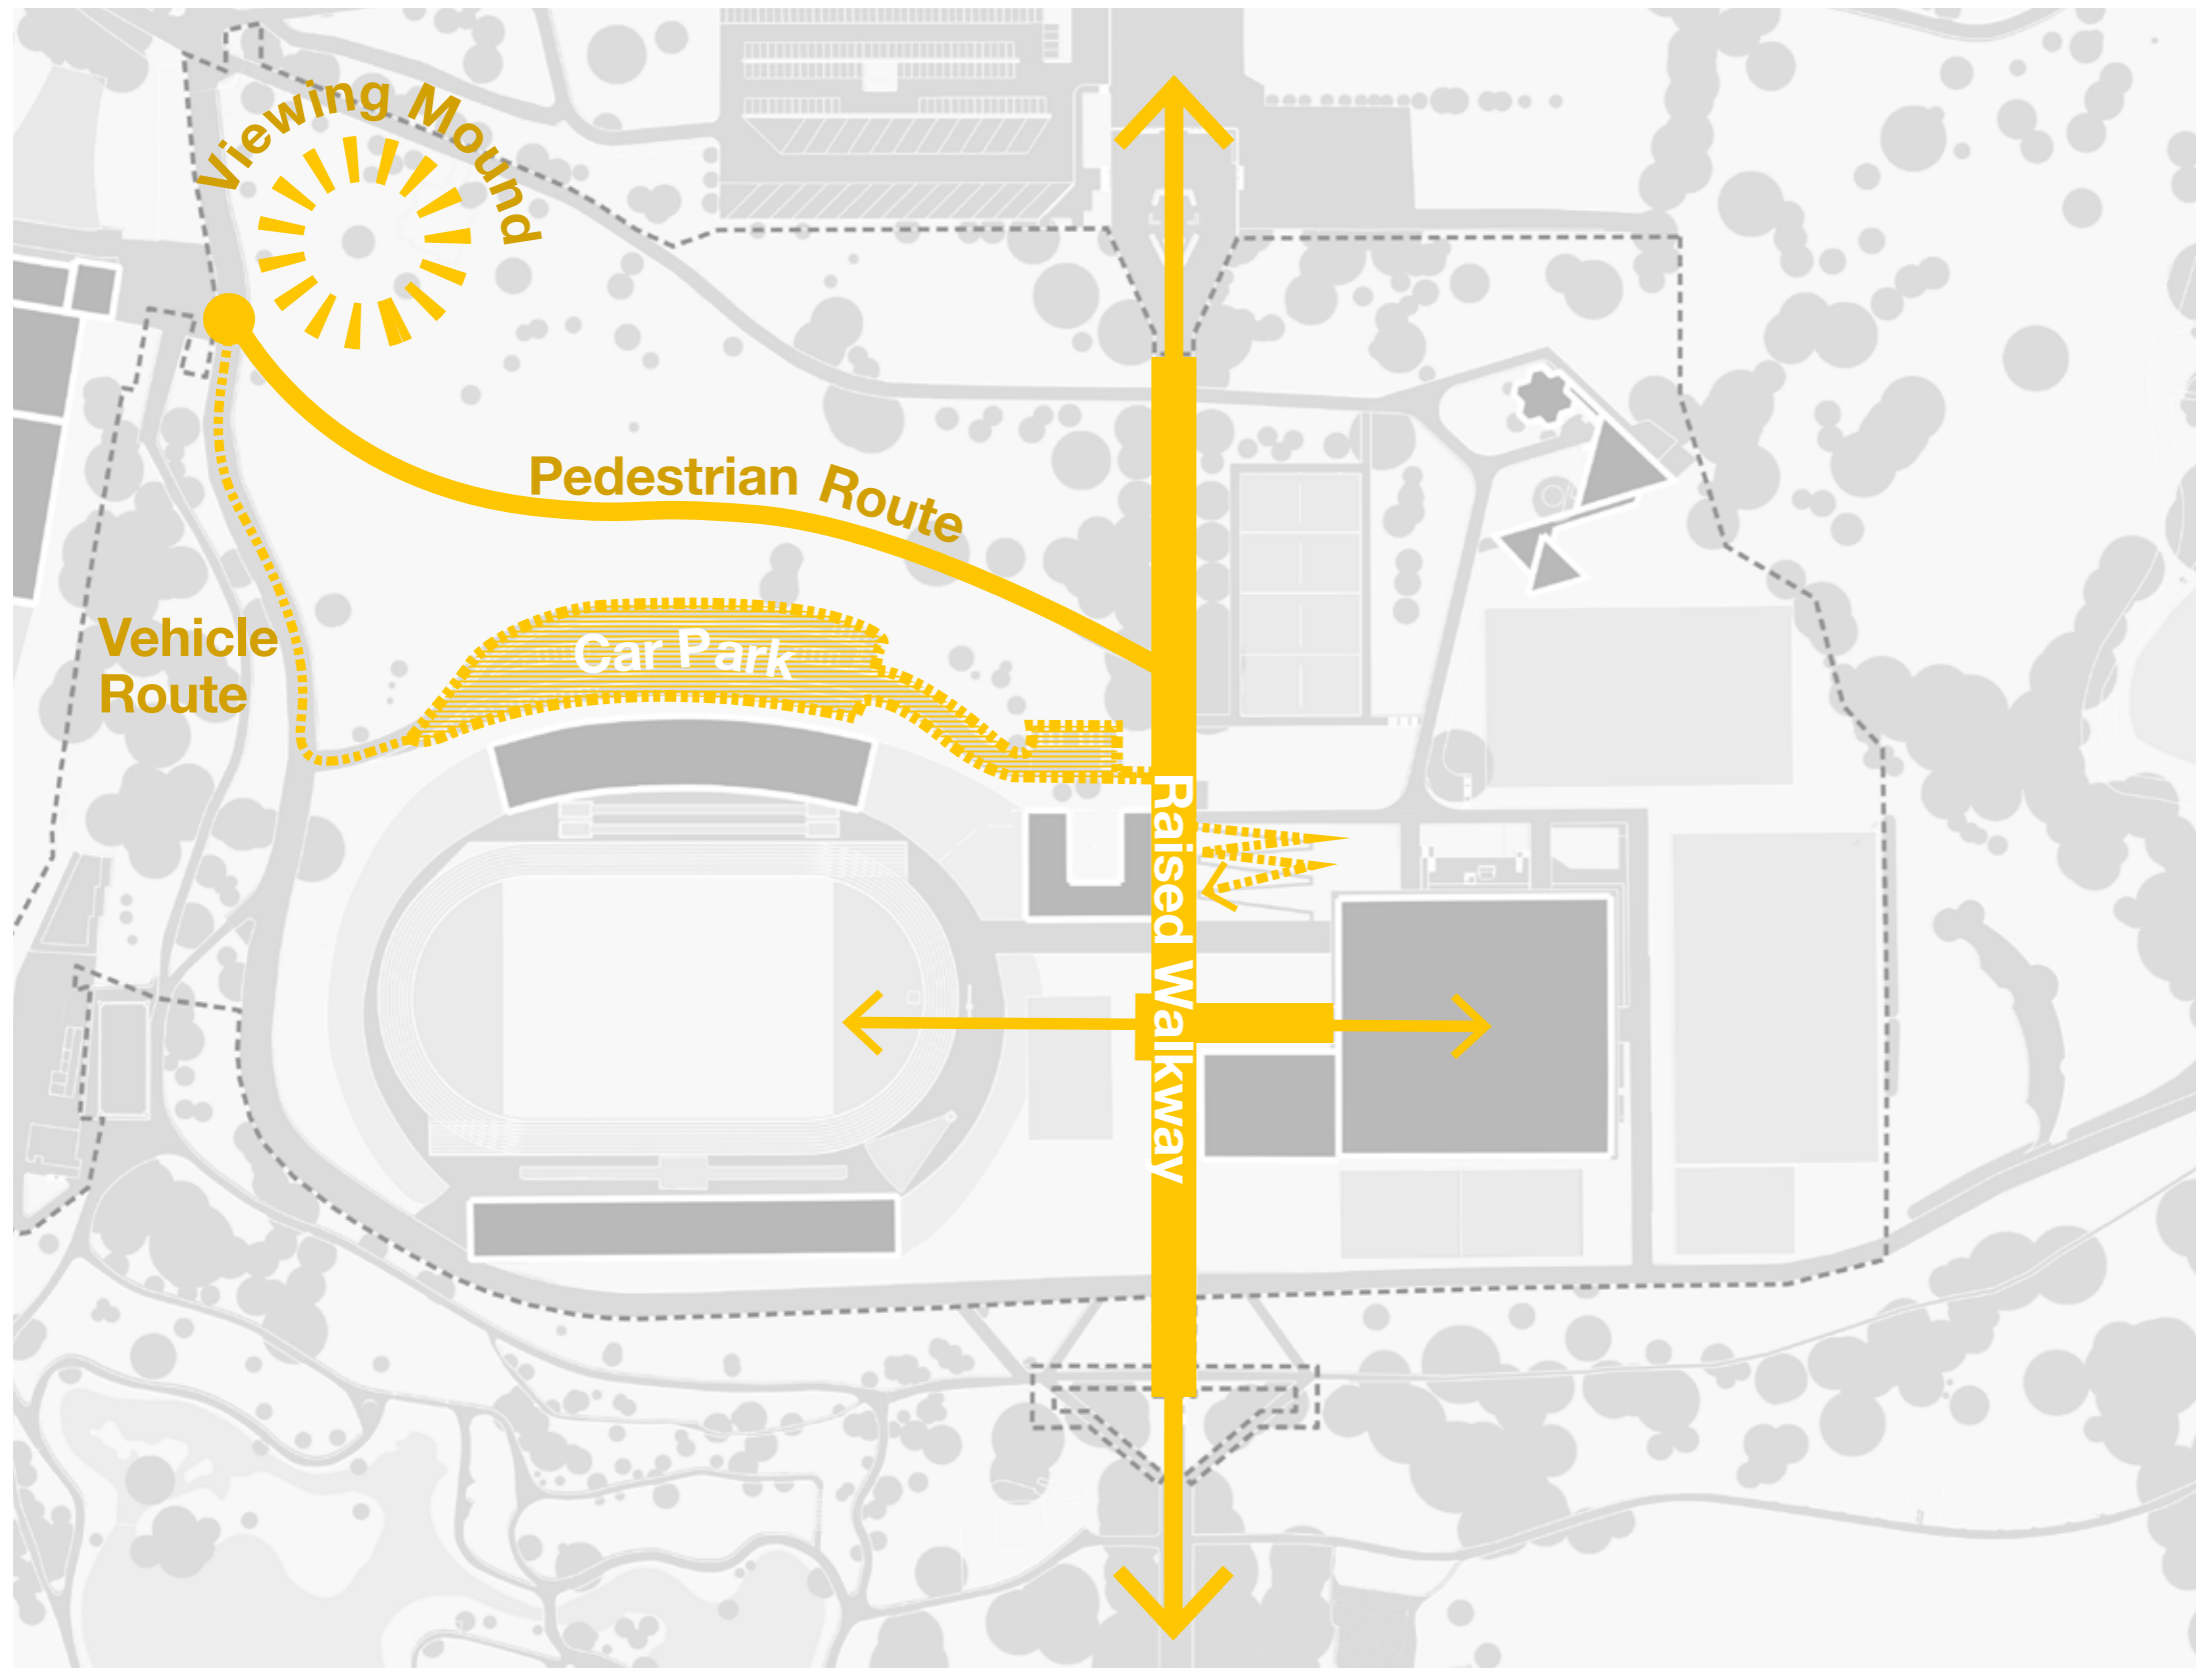 Viewing Mound
Pedestrian Route
Vehicle
Route
Car Park
Raised Walkway